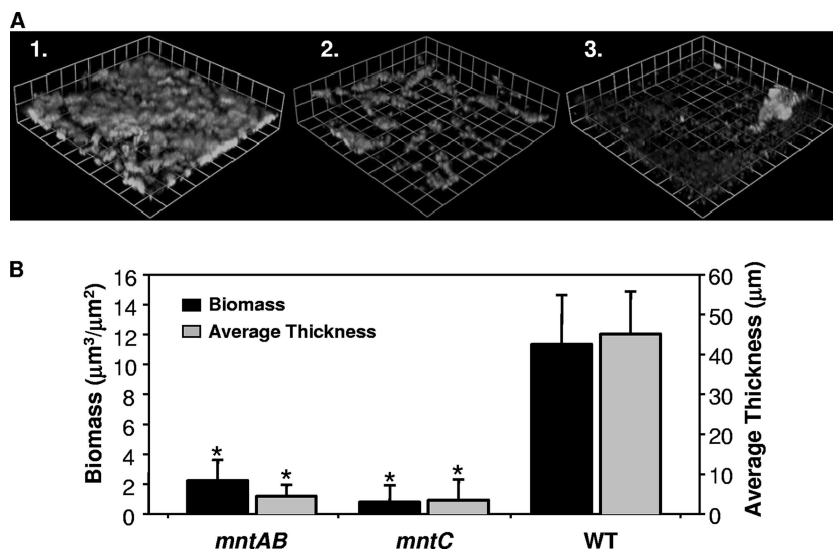 A
1.
2.
3.
B
Biomass (μm³/μm²)
16
14
12
10
8
6
4
2
0
Biomass
Average Thickness
*
*
*
*
60
50
40
30
20
10
0
Average Thickness (μm)
mntAB
mntC
WT